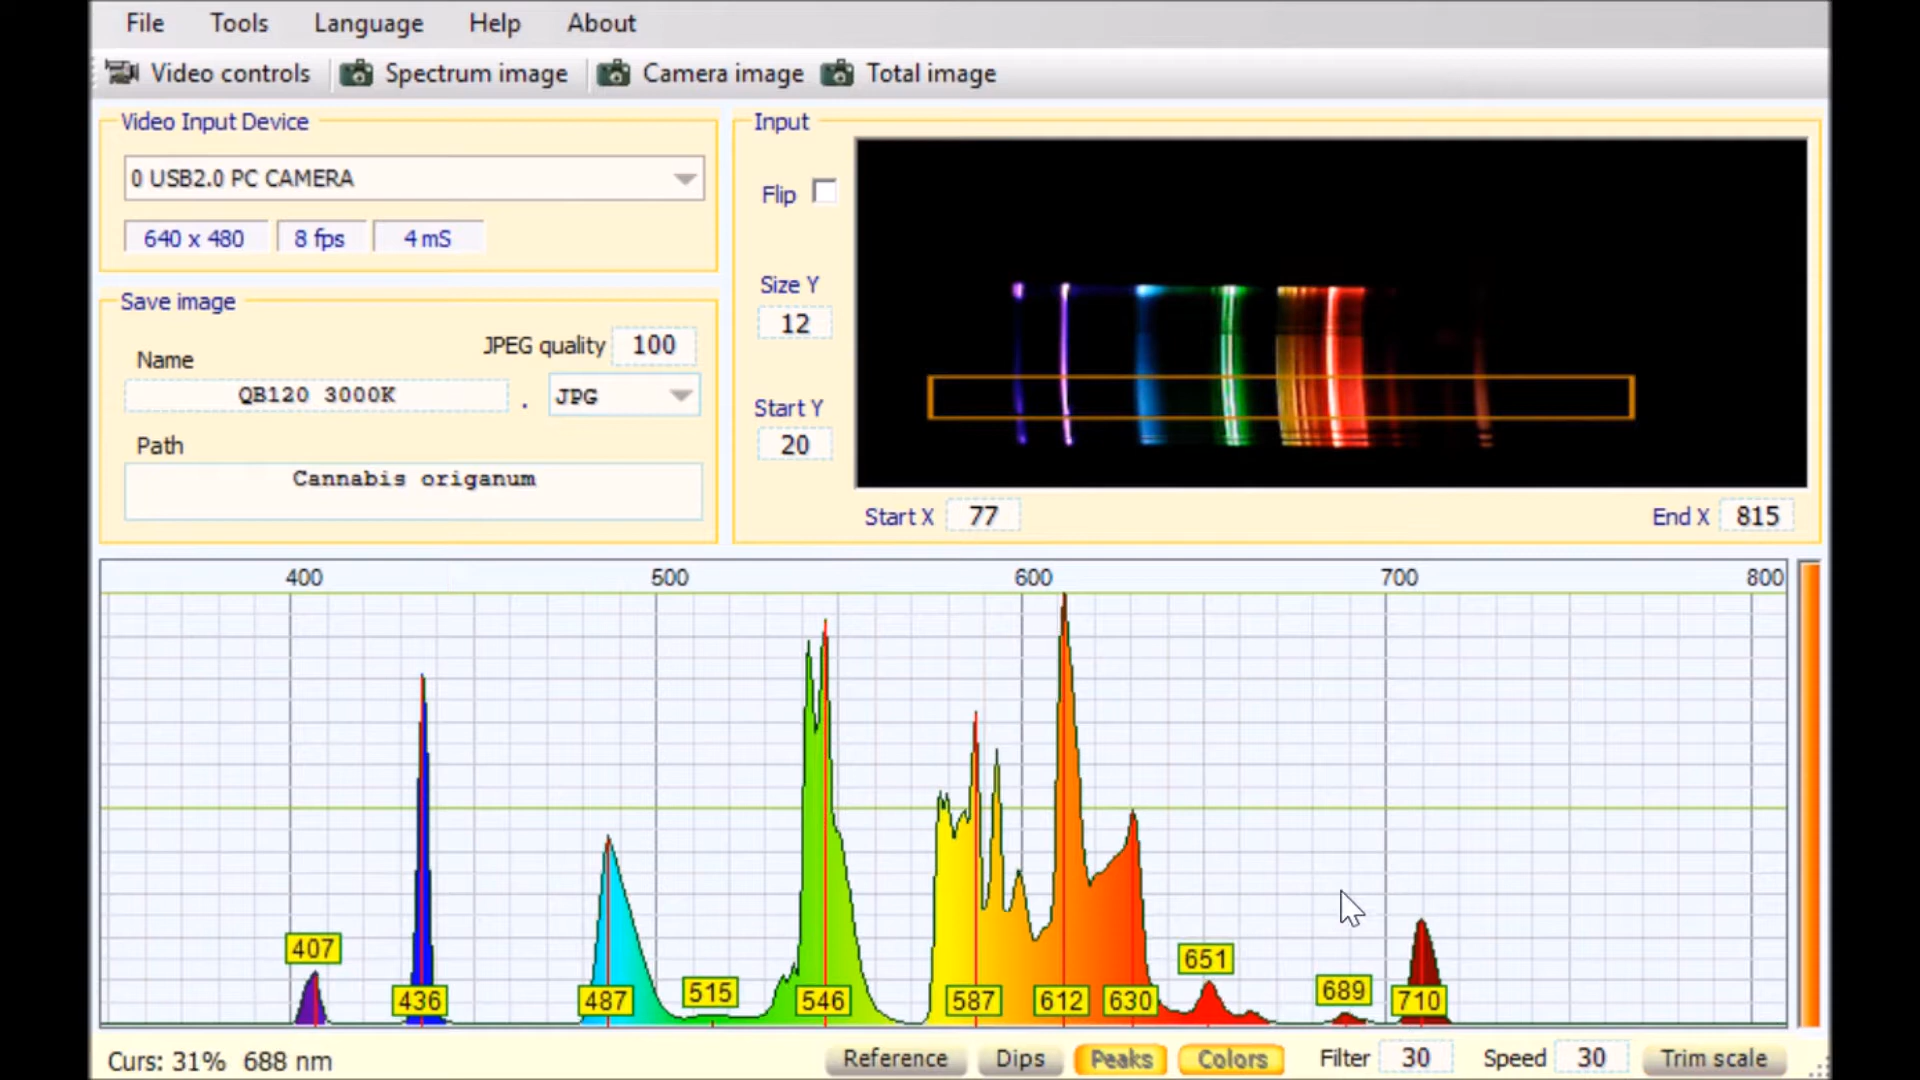 File Tools Language Help About
Video controls Spectrum image Camera image Total image
Video Input Device
0 USB2.0 PC CAMERA
640 x 480 8 fps 4 mS
Save image
JPEG quality 100
Name
QB120 3000K . JPG
Path
Cannabis origanum
Input
Flip
Size Y
12
Start Y
20
Start X 77 End X 815
400 500 600 700 800
407 436 487 515 546 587 612 630 651 689 710
Curs: 31% 688 nm Reference Dips Peaks Colors Filter 30 Speed 30 Trim scale